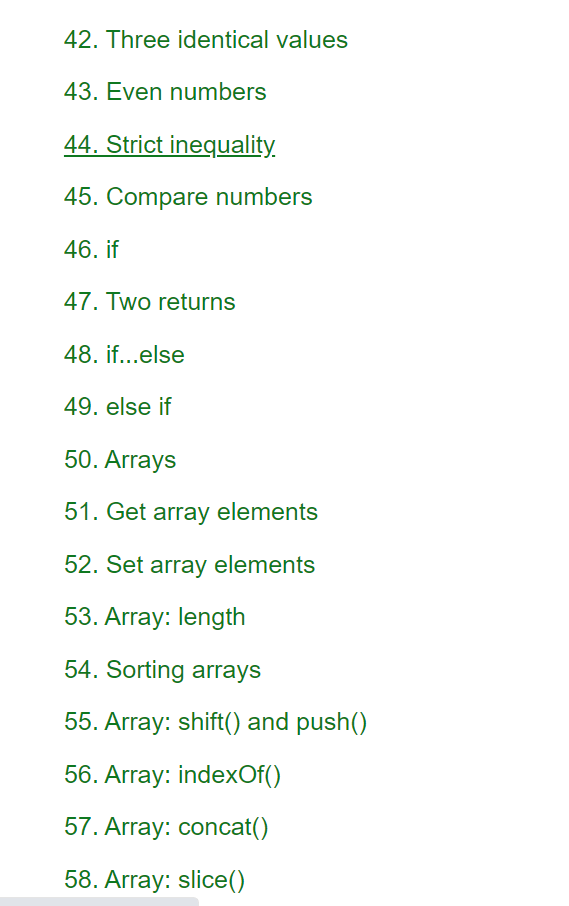 42. Three identical values
43. Even numbers
44. Strict inequality
45. Compare numbers
46. if
47. Two returns
48. if...else
49. else if
50. Arrays
51. Get array elements
52. Set array elements
53. Array: length
54. Sorting arrays
55. Array: shift() and push()
56. Array: indexOf()
57. Array: concat()
58. Array: slice()